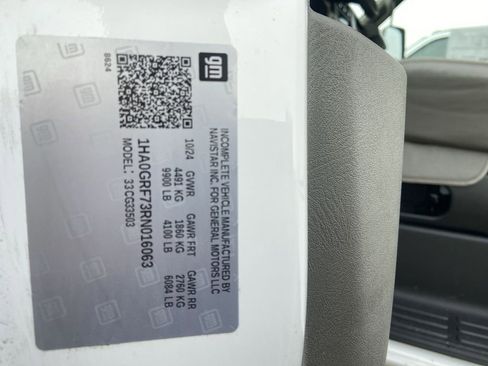 gm
8624
INCOMPLETE VEHICLE MANUFACTURED BY
NAVISTAR INC. FOR GENERAL MOTORS LLC
10/24 GVWR GAWR FRT GAWR RR
4491 KG 1860 KG 2760 KG
9900 LB 4100 LB 6084 LB
1HA0GRF73RN016063
MODEL: 33CG33503